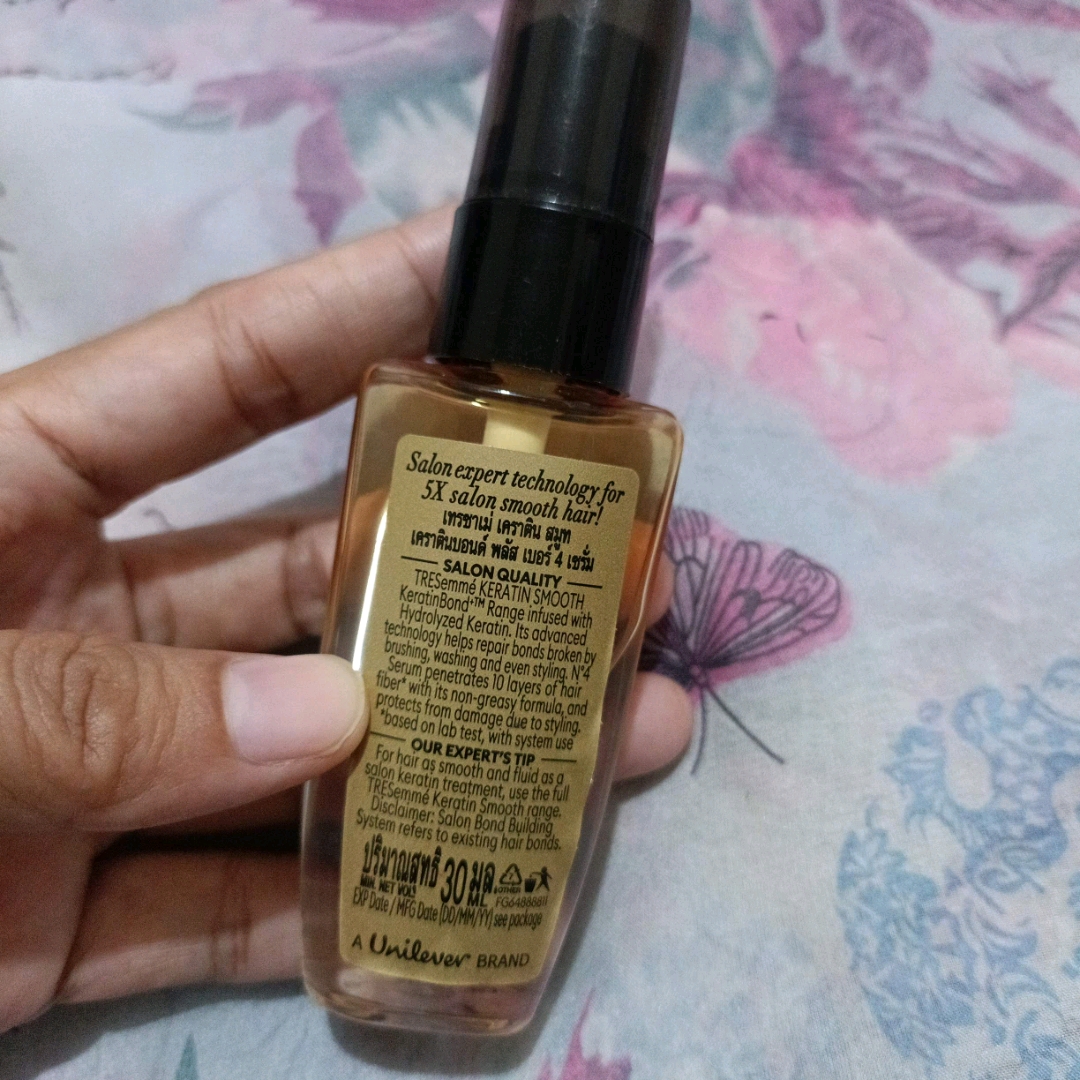 Salon expert technology for
5X salon smooth hair!
เทรซาเม่ เคราติน สมูท
เคราตินบอนด์ พลัส เบอร์ 4 เซรั่ม
SALON QUALITY
TRESemmé KERATIN SMOOTH
KeratinBond⁺™ Range infused with
Hydrolyzed Keratin. Its advanced
technology helps repair bonds broken by
brushing, washing and even styling. N°4
Serum penetrates 10 layers of hair
fiber* with its non-greasy formula, and
protects from damage due to styling.
*based on lab test, with system use
OUR EXPERT'S TIP
For hair as smooth and fluid as a
salon keratin treatment, use the full
TRESemmé Keratin Smooth range.
Disclaimer: Salon Bond Building
System refers to existing hair bonds.
ปริมาณสุทธิ 30 มล
MIN. NET VOL. ML
EXP Date / MFG Date (DD/MM/YY) see package
A Unilever BRAND